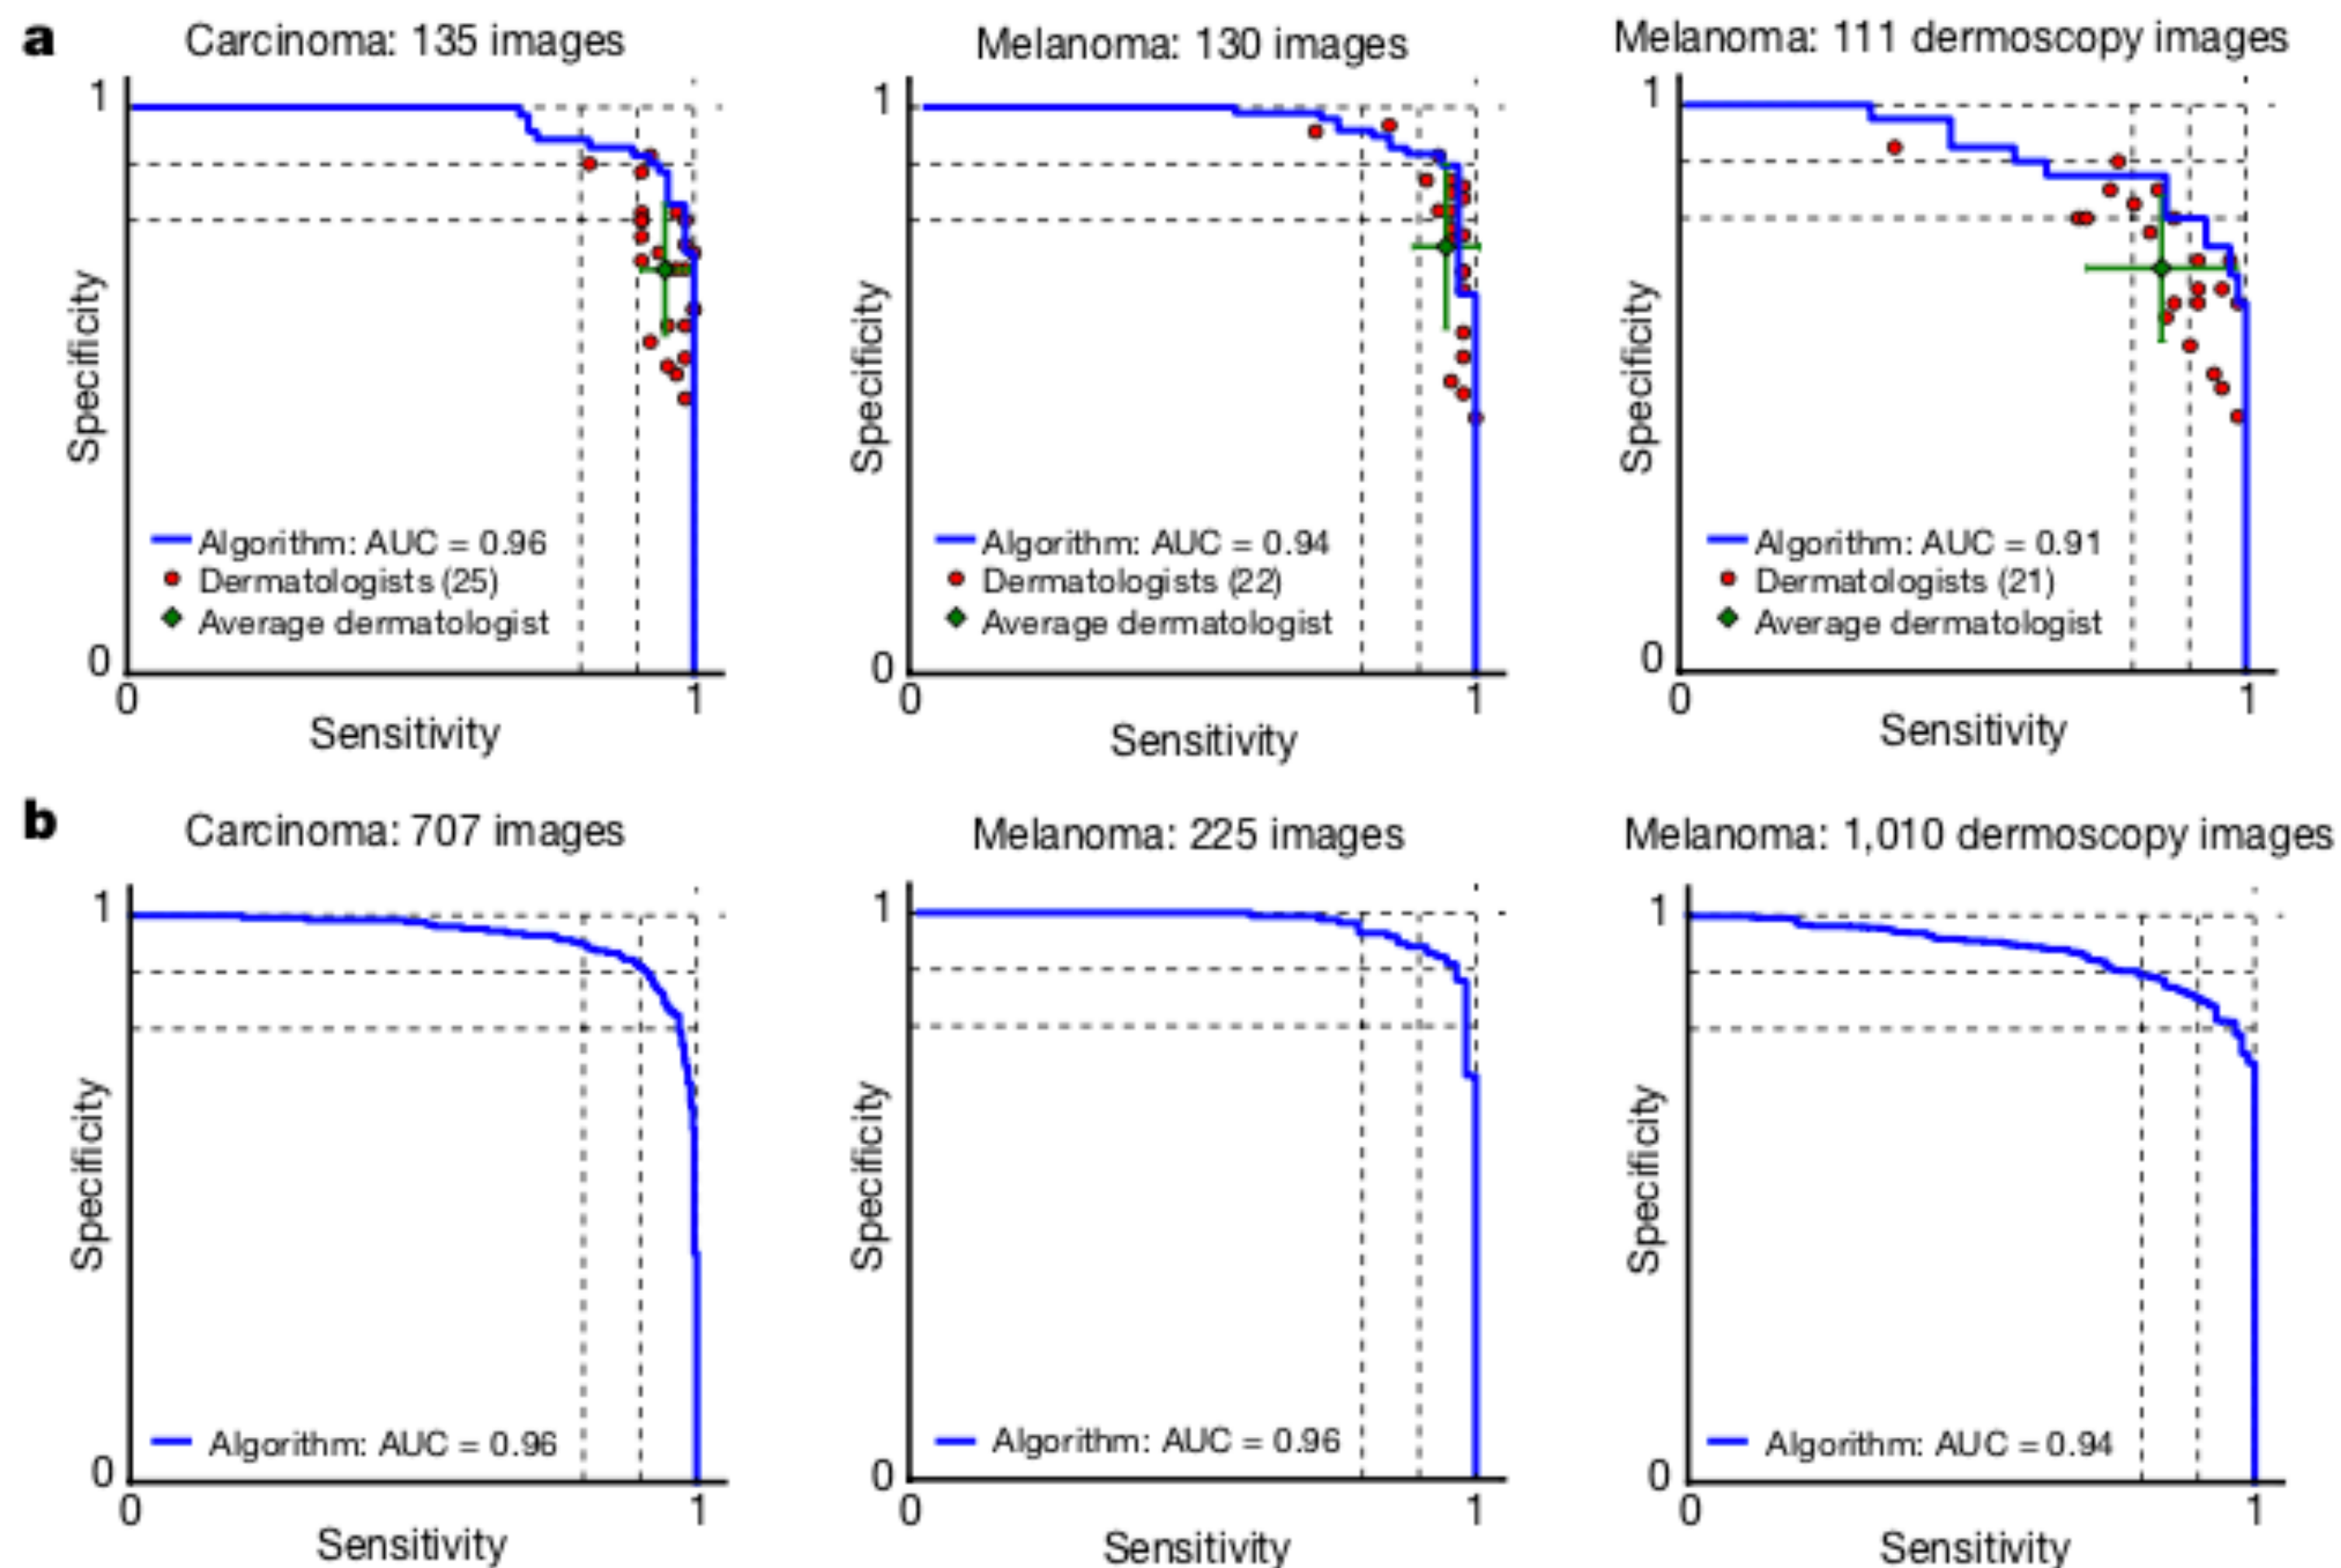 a
Carcinoma: 135 images
1
Specificity
Algorithm: AUC = 0.96
Dermatologists (25)
Average dermatologist
0
0
1
Sensitivity
Melanoma: 130 images
1
Specificity
Algorithm: AUC = 0.94
Dermatologists (22)
Average dermatologist
0
0
1
Sensitivity
Melanoma: 111 dermoscopy images
1
Specificity
Algorithm: AUC = 0.91
Dermatologists (21)
Average dermatologist
0
0
1
Sensitivity
b
Carcinoma: 707 images
1
Specificity
Algorithm: AUC = 0.96
0
0
1
Sensitivity
Melanoma: 225 images
1
Specificity
Algorithm: AUC = 0.96
0
0
1
Sensitivity
Melanoma: 1,010 dermoscopy images
1
Specificity
Algorithm: AUC = 0.94
0
0
1
Sensitivity